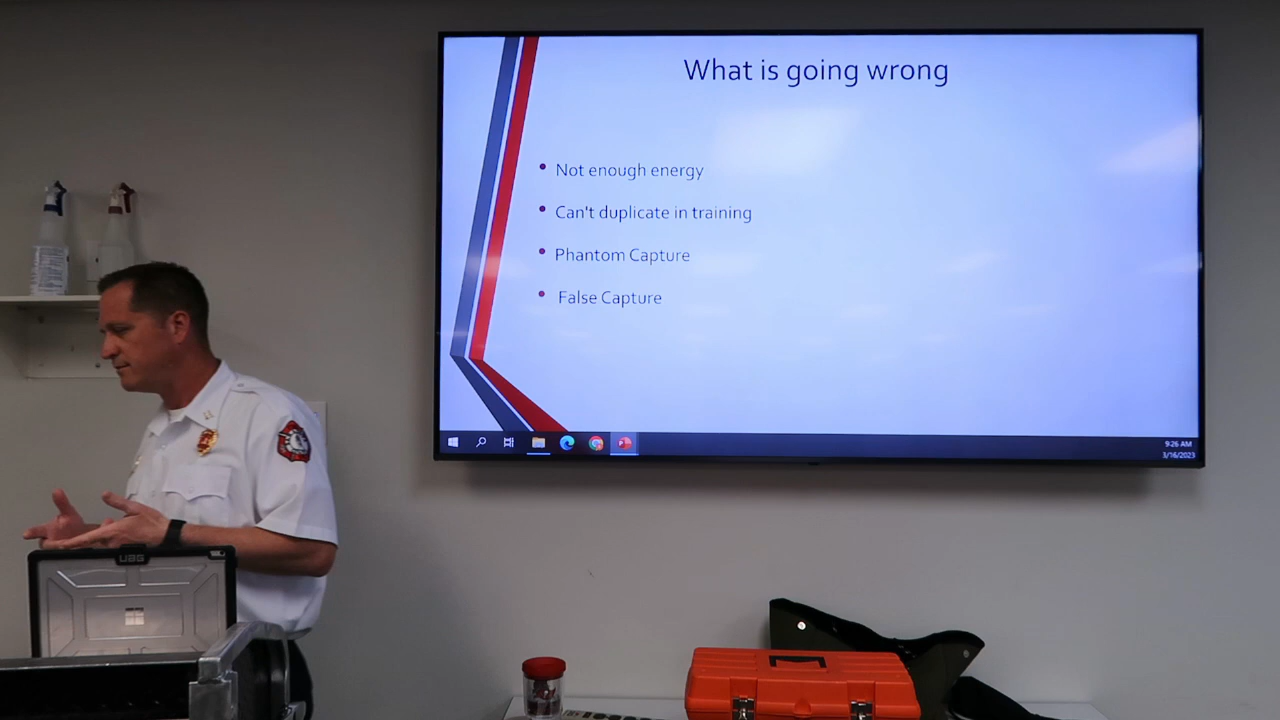 What is going wrong
• Not enough energy
• Can't duplicate in training
• Phantom Capture
• False Capture
9:26 AM
3/16/2023
UAG